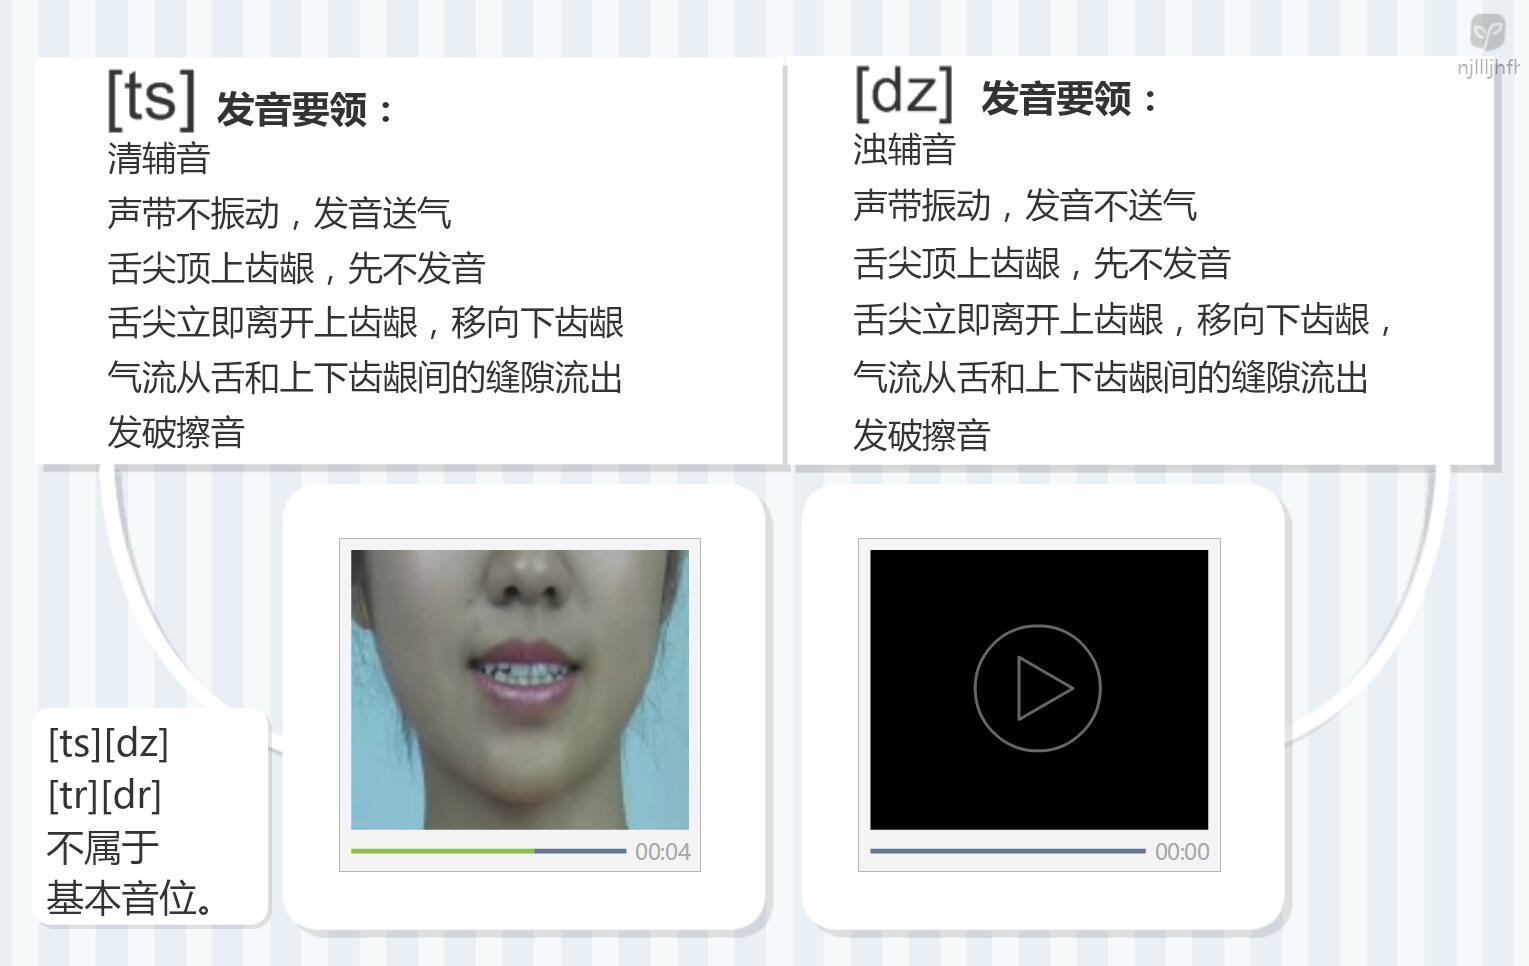 [ts] 发音要领：
清辅音
声带不振动，发音送气
舌尖顶上齿龈，先不发音
舌尖立即离开上齿龈，移向下齿龈
气流从舌和上下齿龈间的缝隙流出
发破擦音
[dz] 发音要领：
浊辅音
声带振动，发音不送气
舌尖顶上齿龈，先不发音
舌尖立即离开上齿龈，移向下齿龈，
气流从舌和上下齿龈间的缝隙流出
发破擦音
[ts][dz]
[tr][dr]
不属于
基本音位。
00:04
00:00